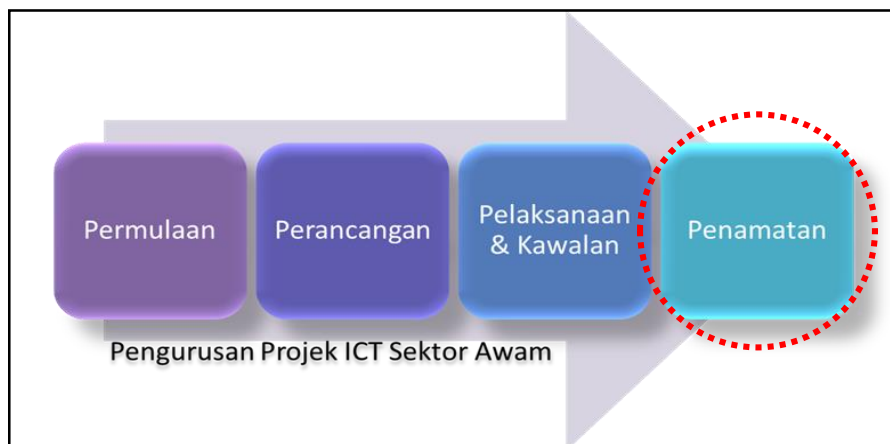 Permulaan
Perancangan
Pelaksanaan
& Kawalan
Penamatan
Pengurusan Projek ICT Sektor Awam